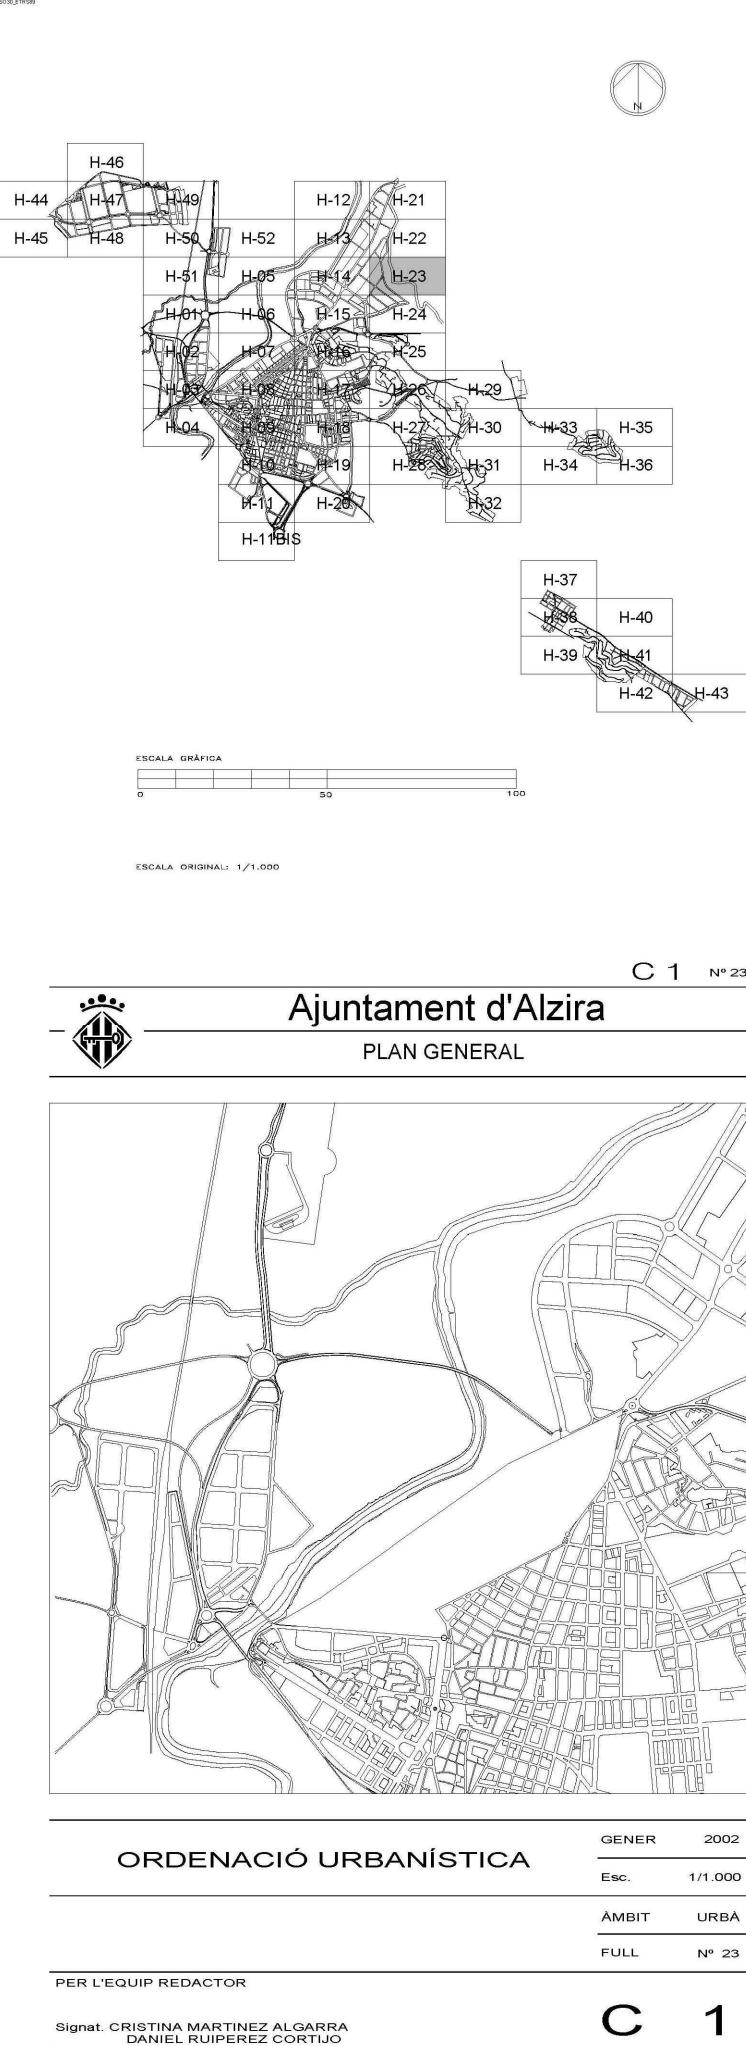 N
H-46
H-44 H-47 H-49 H-12 H-21
H-45 H-48 H-50 H-52 H-13 H-22
H-51 H-05 H-14 H-23
H-01 H-06 H-15 H-24
H-02 H-07 H-16 H-25
H-03 H-08 H-17 H-26 H-29
H-04 H-09 H-18 H-27 H-30 H-33 H-35
H-10 H-19 H-28 H-31 H-34 H-36
H-11 H-20 H-32
H-11BIS
H-37
H-38 H-40
H-39 H-41
H-42 H-43
ESCALA GRÀFICA
0 50 100
ESCALA ORIGINAL: 1/1.000
C 1 Nº 23
Ajuntament d'Alzira
PLAN GENERAL
ORDENACIÓ URBANÍSTICA
GENER 2002
Esc. 1/1.000
ÀMBIT URBÀ
FULL Nº 23
PER L'EQUIP REDACTOR
Signat. CRISTINA MARTINEZ ALGARRA
DANIEL RUIPEREZ CORTIJO
C 1